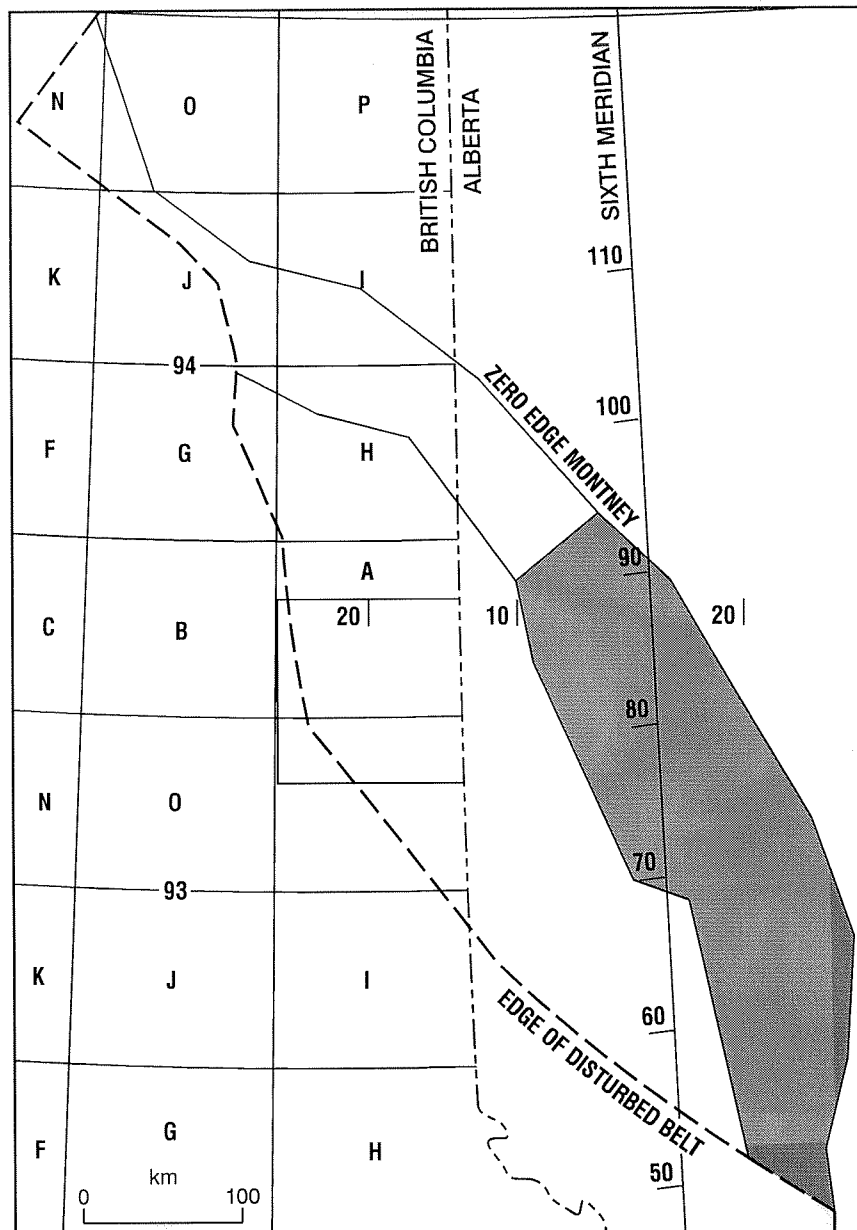 BRITISH COLUMBIA
ALBERTA
SIXTH MERIDIAN
N
O
P
K
J
I
110
94
ZERO EDGE MONTNEY
100
F
G
H
90
A
C
B
20
10
20
80
N
O
70
93
K
J
I
EDGE OF DISTURBED BELT
60
F
G
H
50
km
0
100